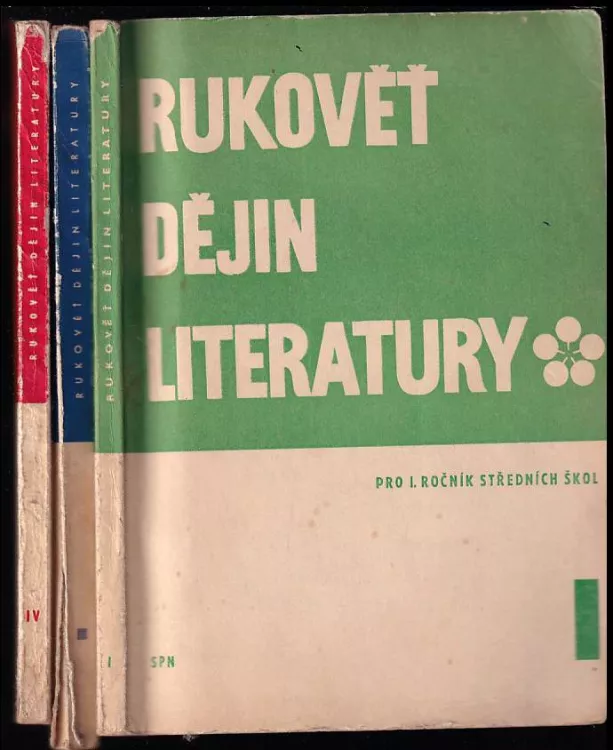 RUKOVĚŤ DĚJIN LITERATURY
IV
RUKOVĚŤ DĚJIN LITERATURY
RUKOVĚŤ DĚJIN LITERATURY
I
RUKOVĚŤ
DĚJIN
LITERATURY
PRO I. ROČNÍK STŘEDNÍCH ŠKOL
SPN